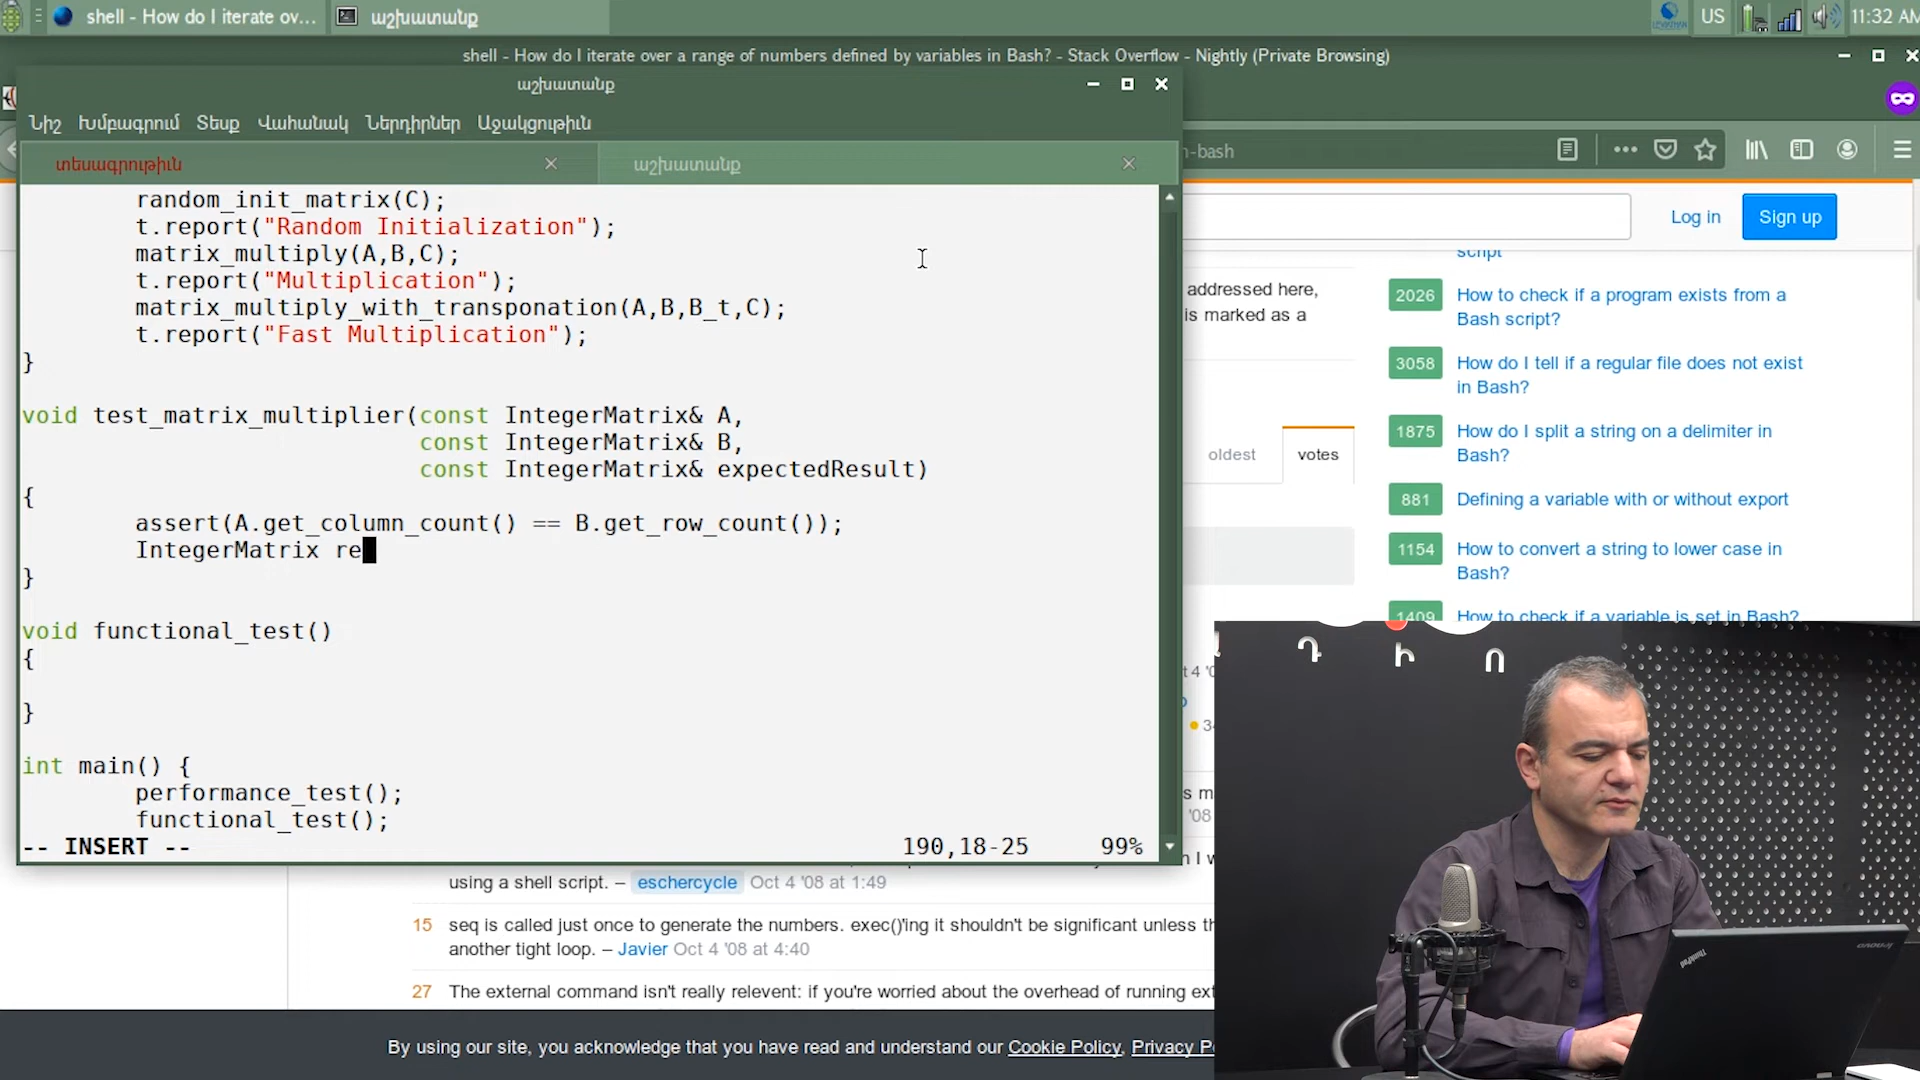 shell - How do I iterate ov...
աշխատանք
US
11:32 AM
shell - How do I iterate over a range of numbers defined by variables in Bash? - Stack Overflow - Nightly (Private Browsing)
աշխատանք
Նիշ Խմբագրում Տեսք Վահանակ Ներդիրներ Աջակցութիւն
n-bash
տեսագրութիւն
աշխատանք
random_init_matrix(C);
t.report("Random Initialization");
matrix_multiply(A,B,C);
t.report("Multiplication");
matrix_multiply_with_transponation(A,B,B_t,C);
t.report("Fast Multiplication");
}
void test_matrix_multiplier(const IntegerMatrix& A,
const IntegerMatrix& B,
const IntegerMatrix& expectedResult)
{
assert(A.get_column_count() == B.get_row_count());
IntegerMatrix re
}
void functional_test()
{
}
int main() {
performance_test();
functional_test();
-- INSERT --
190,18-25
99%
Log in
Sign up
addressed here,
is marked as a
oldest
votes
script
2026 How to check if a program exists from a
Bash script?
3058 How do I tell if a regular file does not exist
in Bash?
1875 How do I split a string on a delimiter in
Bash?
881 Defining a variable with or without export
1154 How to convert a string to lower case in
Bash?
1409 How to check if a variable is set in Bash?
Դ Ի Ո
using a shell script. – eschercycle Oct 4 '08 at 1:49
15 seq is called just once to generate the numbers. exec()'ing it shouldn't be significant unless
another tight loop. – Javier Oct 4 '08 at 4:40
27 The external command isn't really relevent: if you're worried about the overhead of running
By using our site, you acknowledge that you have read and understand our Cookie Policy, Privacy
ThinkPad
lenovo